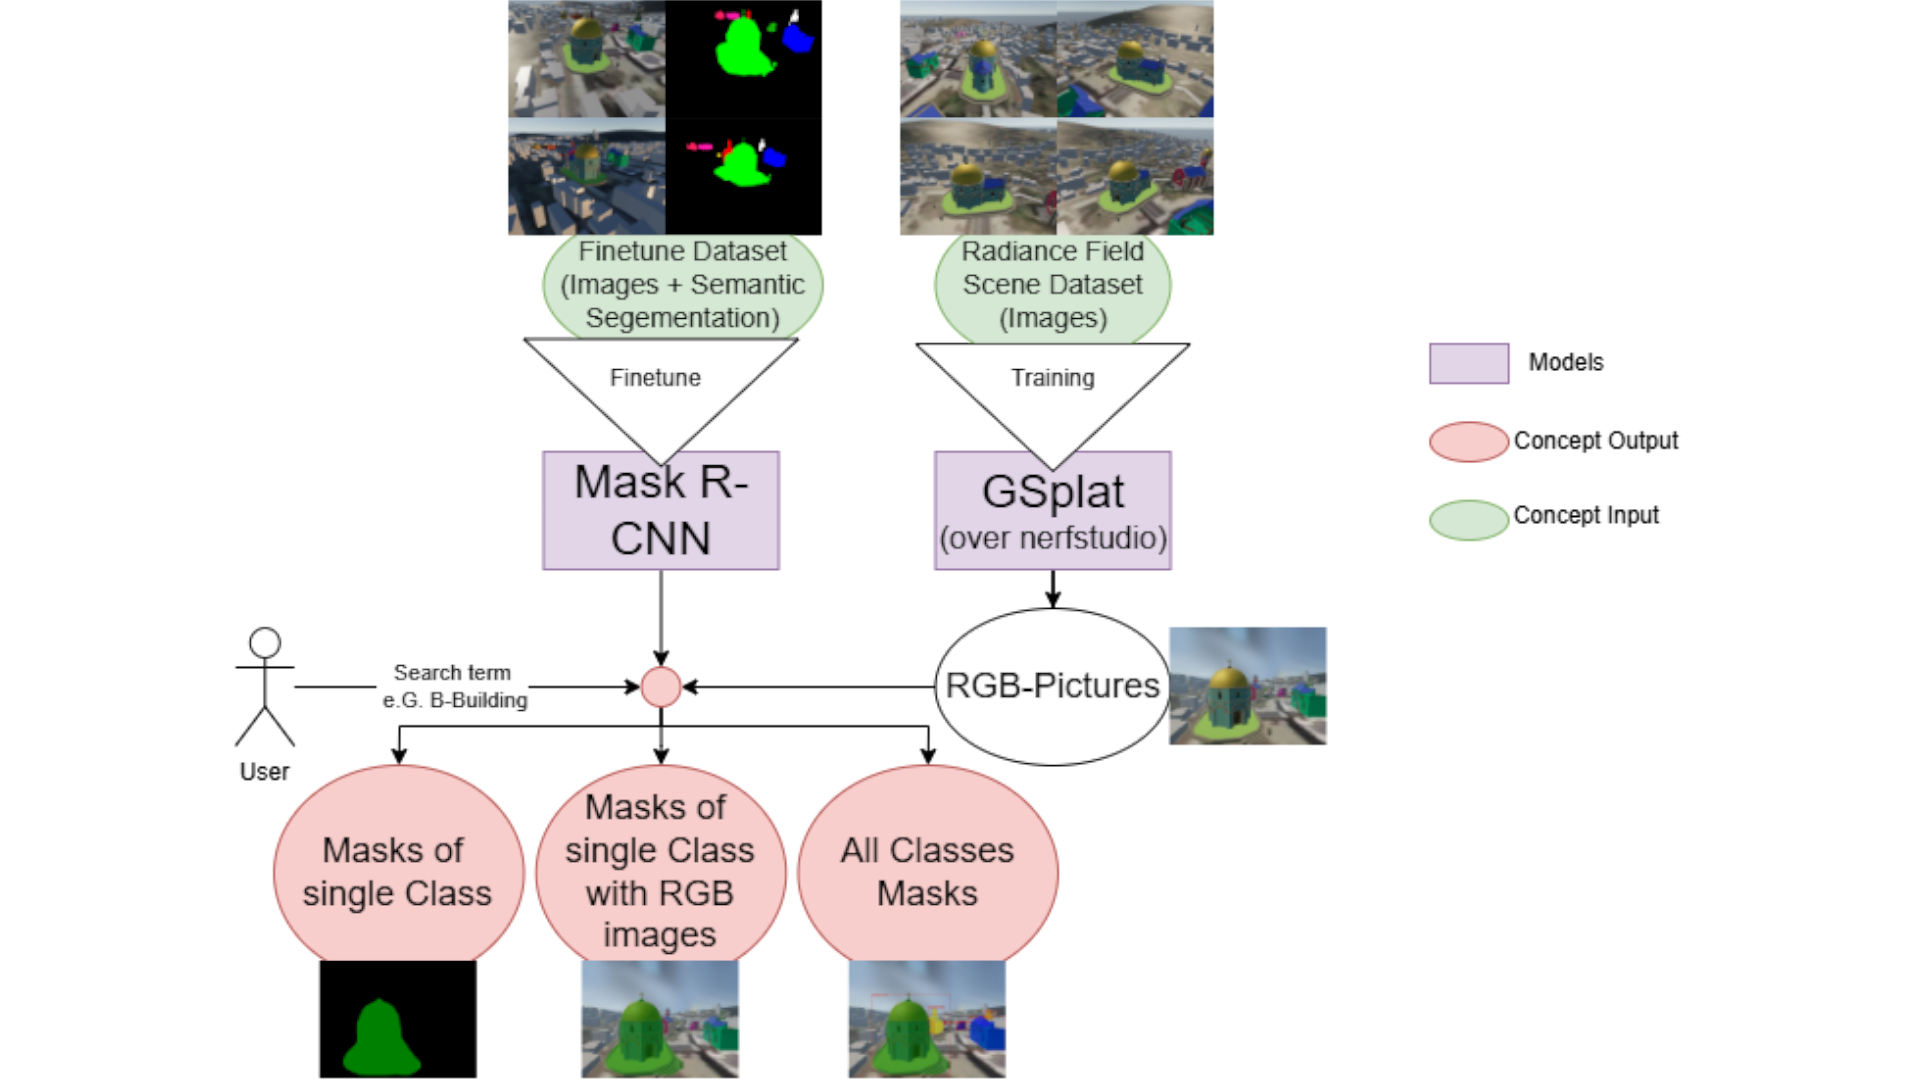 Finetune Dataset
(Images + Semantic
Segementation)
Radiance Field
Scene Dataset
(Images)
Finetune
Training
Models
Concept Output
Concept Input
Mask R-
CNN
GSplat
(over nerfstudio)
Search term
e.G. B-Building
User
RGB-Pictures
Masks of
single Class
Masks of
single Class
with RGB
images
All Classes
Masks